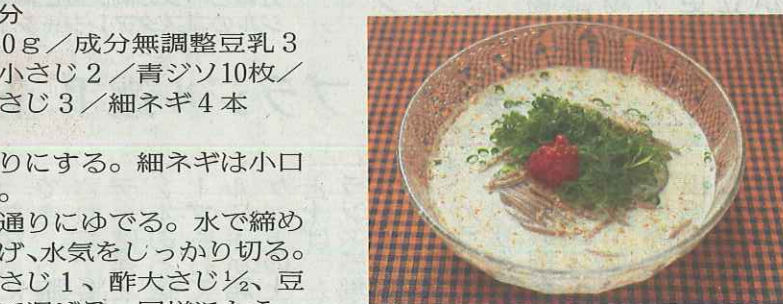 分
0ｇ／成分無調整豆乳３
小さじ２／青ジソ10枚／
さじ３／細ネギ４本
りにする。細ネギは小口
。
通りにゆでる。水で締め
げ、水気をしっかり切る。
さじ１、酢大さじ½、豆